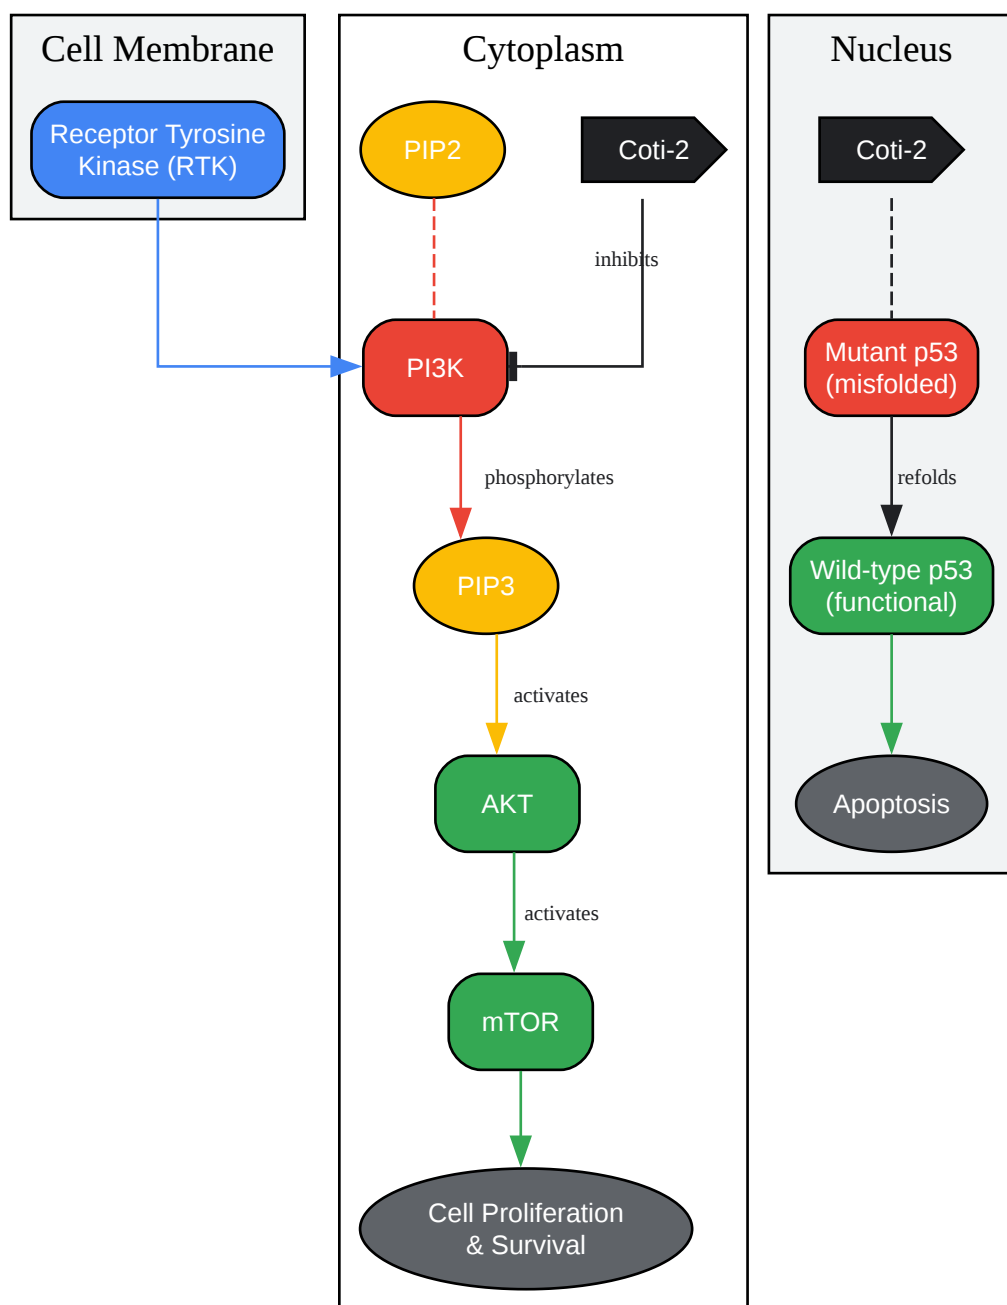 Cell Membrane
Receptor Tyrosine
Kinase (RTK)
Cytoplasm
PIP2
Coti-2
inhibits
PI3K
phosphorylates
PIP3
activates
AKT
activates
mTOR
Cell Proliferation
& Survival
Nucleus
Coti-2
Mutant p53
(misfolded)
refolds
Wild-type p53
(functional)
Apoptosis